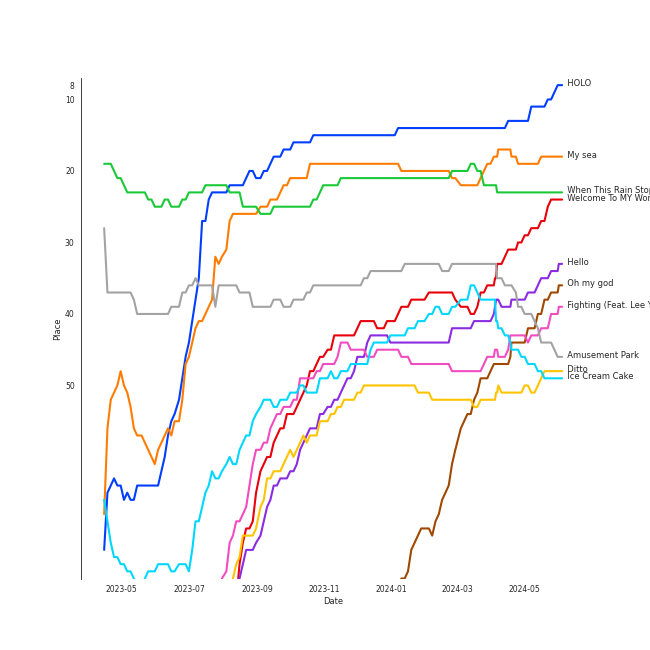 8
HOLO
10
My sea
20
When This Rain Stop
Welcome To MY Wor
30
Hello
Oh my god
40
Fighting (Feat. Lee Y
Place
Amusement Park
Ditto
Ice Cream Cake
50
2023-05
2023-07
2023-09
2023-11
2024-01
2024-03
2024-05
Date